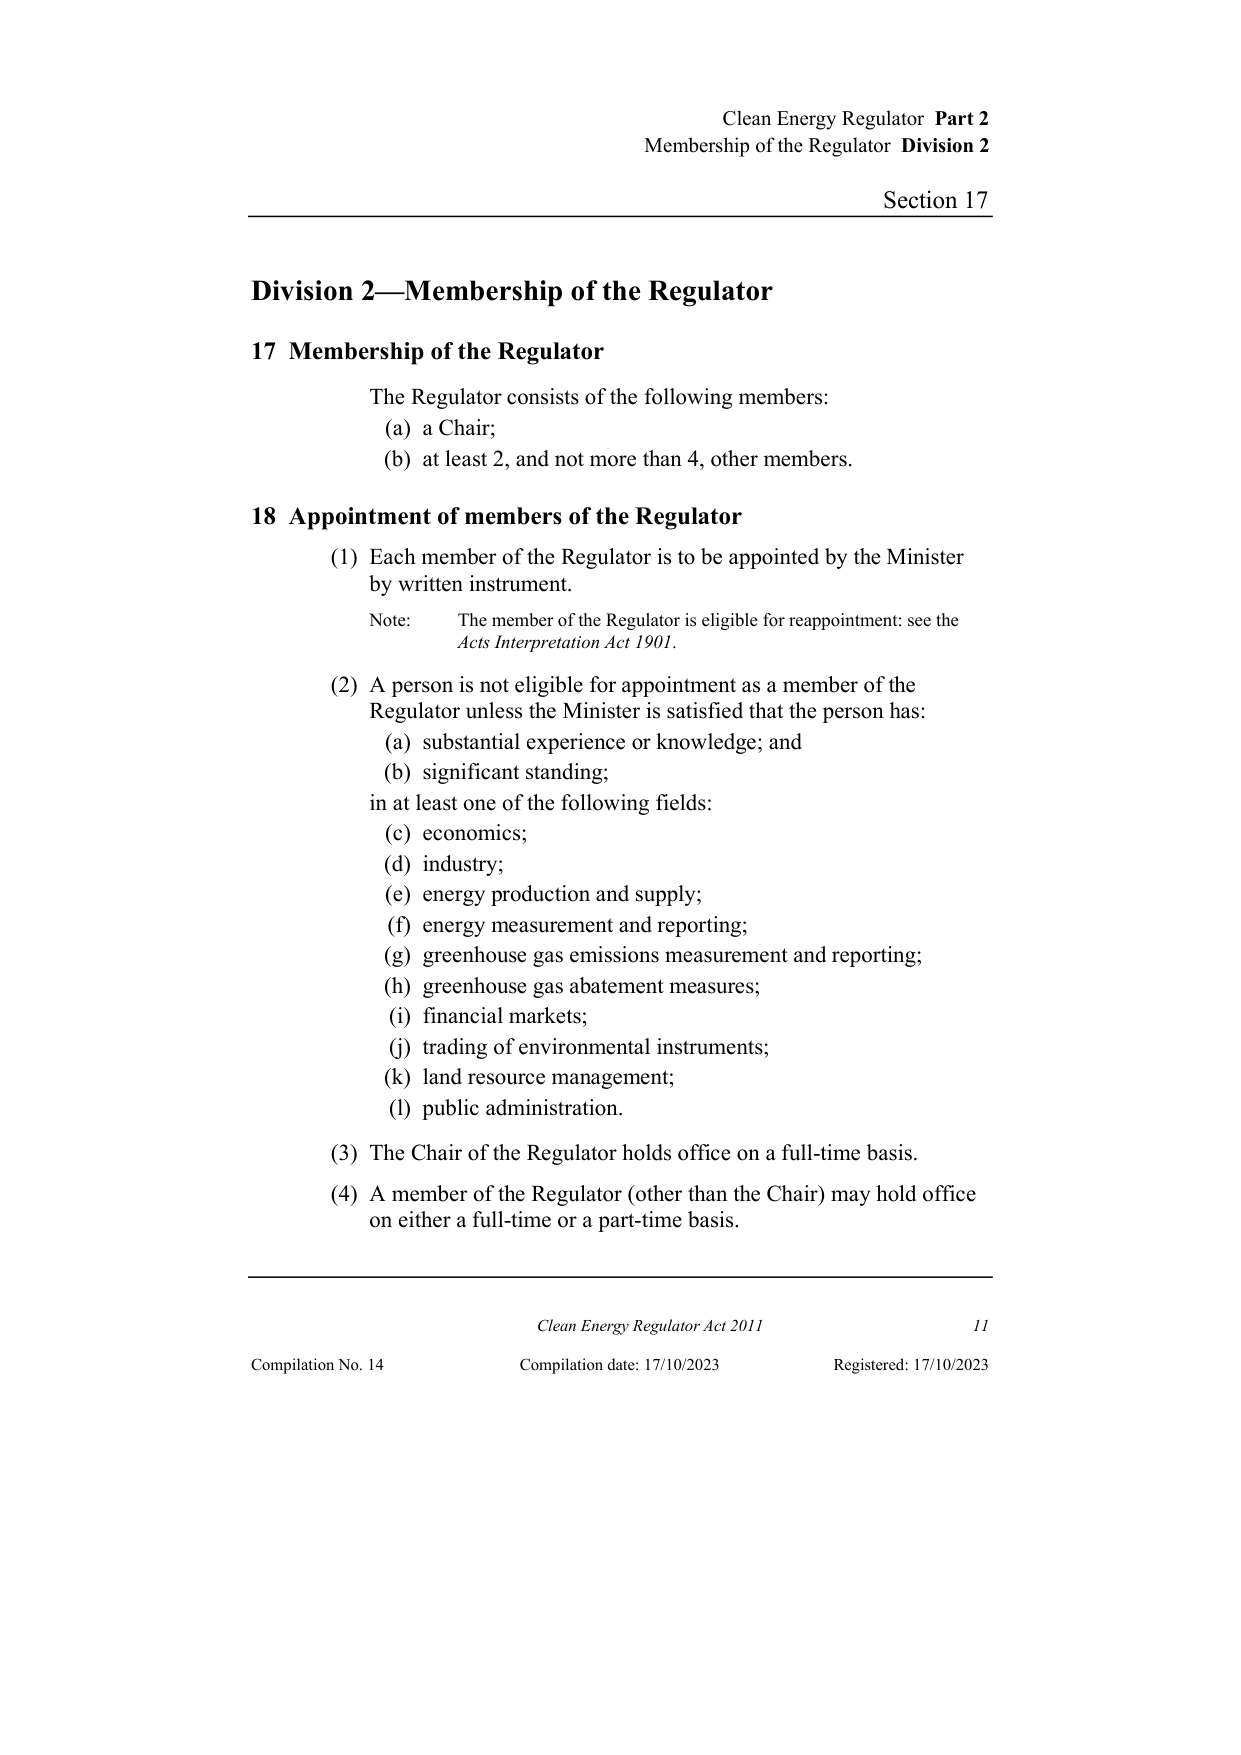 Clean Energy Regulator Part 2
Membership of the Regulator Division 2
Section 17
Division 2—Membership of the Regulator
17 Membership of the Regulator
The Regulator consists of the following members:
(a) a Chair;
(b) at least 2, and not more than 4, other members.
18 Appointment of members of the Regulator
(1) Each member of the Regulator is to be appointed by the Minister
by written instrument.
Note: The member of the Regulator is eligible for reappointment: see the
Acts Interpretation Act 1901.
(2) A person is not eligible for appointment as a member of the
Regulator unless the Minister is satisfied that the person has:
(a) substantial experience or knowledge; and
(b) significant standing;
in at least one of the following fields:
(c) economics;
(d) industry;
(e) energy production and supply;
(f) energy measurement and reporting;
(g) greenhouse gas emissions measurement and reporting;
(h) greenhouse gas abatement measures;
(i) financial markets;
(j) trading of environmental instruments;
(k) land resource management;
(l) public administration.
(3) The Chair of the Regulator holds office on a full-time basis.
(4) A member of the Regulator (other than the Chair) may hold office
on either a full-time or a part-time basis.
Clean Energy Regulator Act 2011 11
Compilation No. 14 Compilation date: 17/10/2023 Registered: 17/10/2023